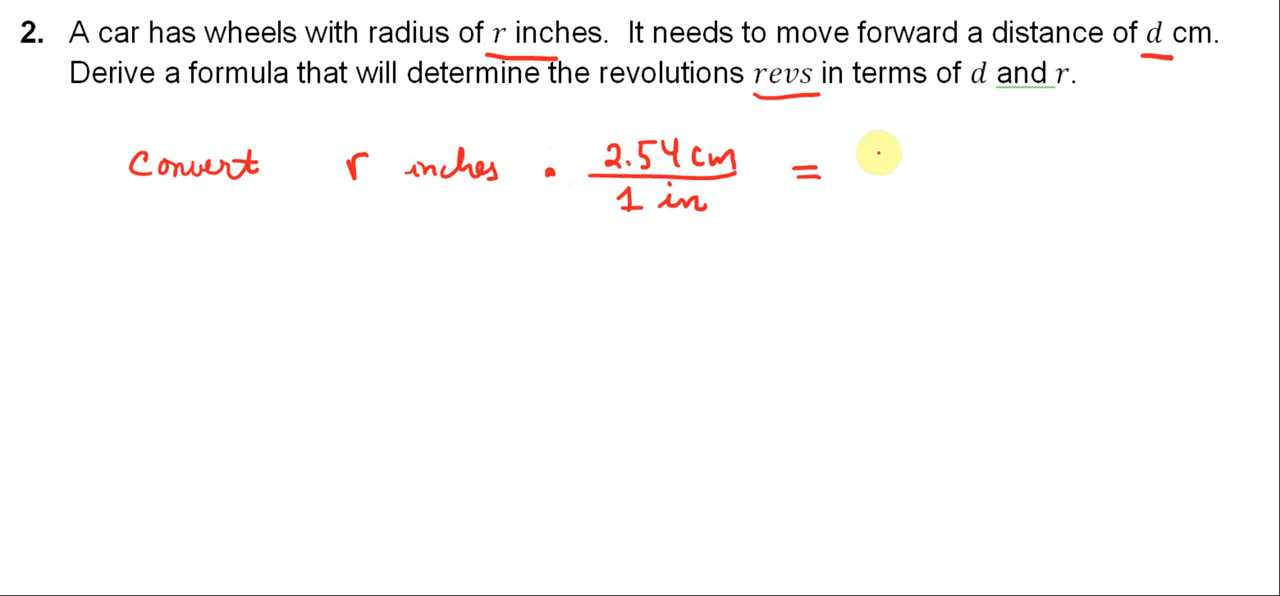 2. A car has wheels with radius of r inches. It needs to move forward a distance of d cm.
Derive a formula that will determine the revolutions revs in terms of d and r.
Convert r inches · 2.54 cm / 1 in =